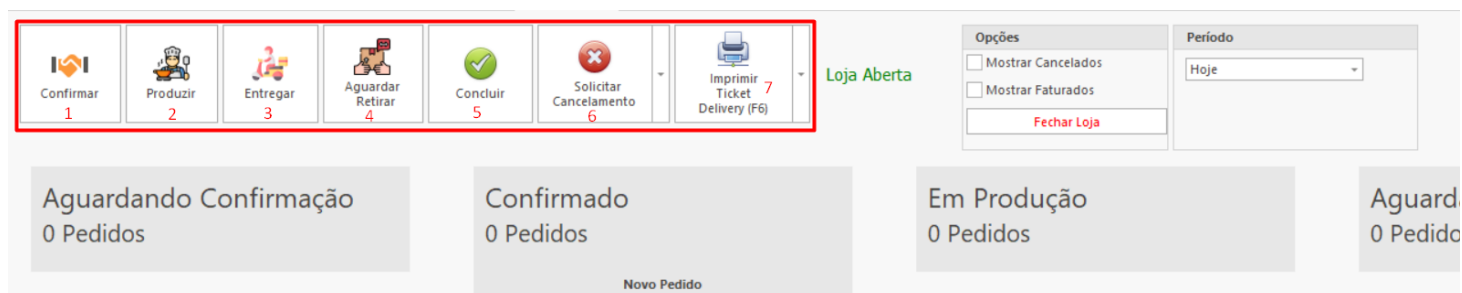 Confirmar
1
Produzir
2
Entregar
3
Aguardar
Retirar
4
Concluir
5
Solicitar
Cancelamento
6
Imprimir
Ticket
Delivery (F6)
7
Loja Aberta
Opções
Mostrar Cancelados
Mostrar Faturados
Fechar Loja
Período
Hoje
Aguardando Confirmação
0 Pedidos
Confirmado
0 Pedidos
Novo Pedido
Em Produção
0 Pedidos
Aguard
0 Pedido